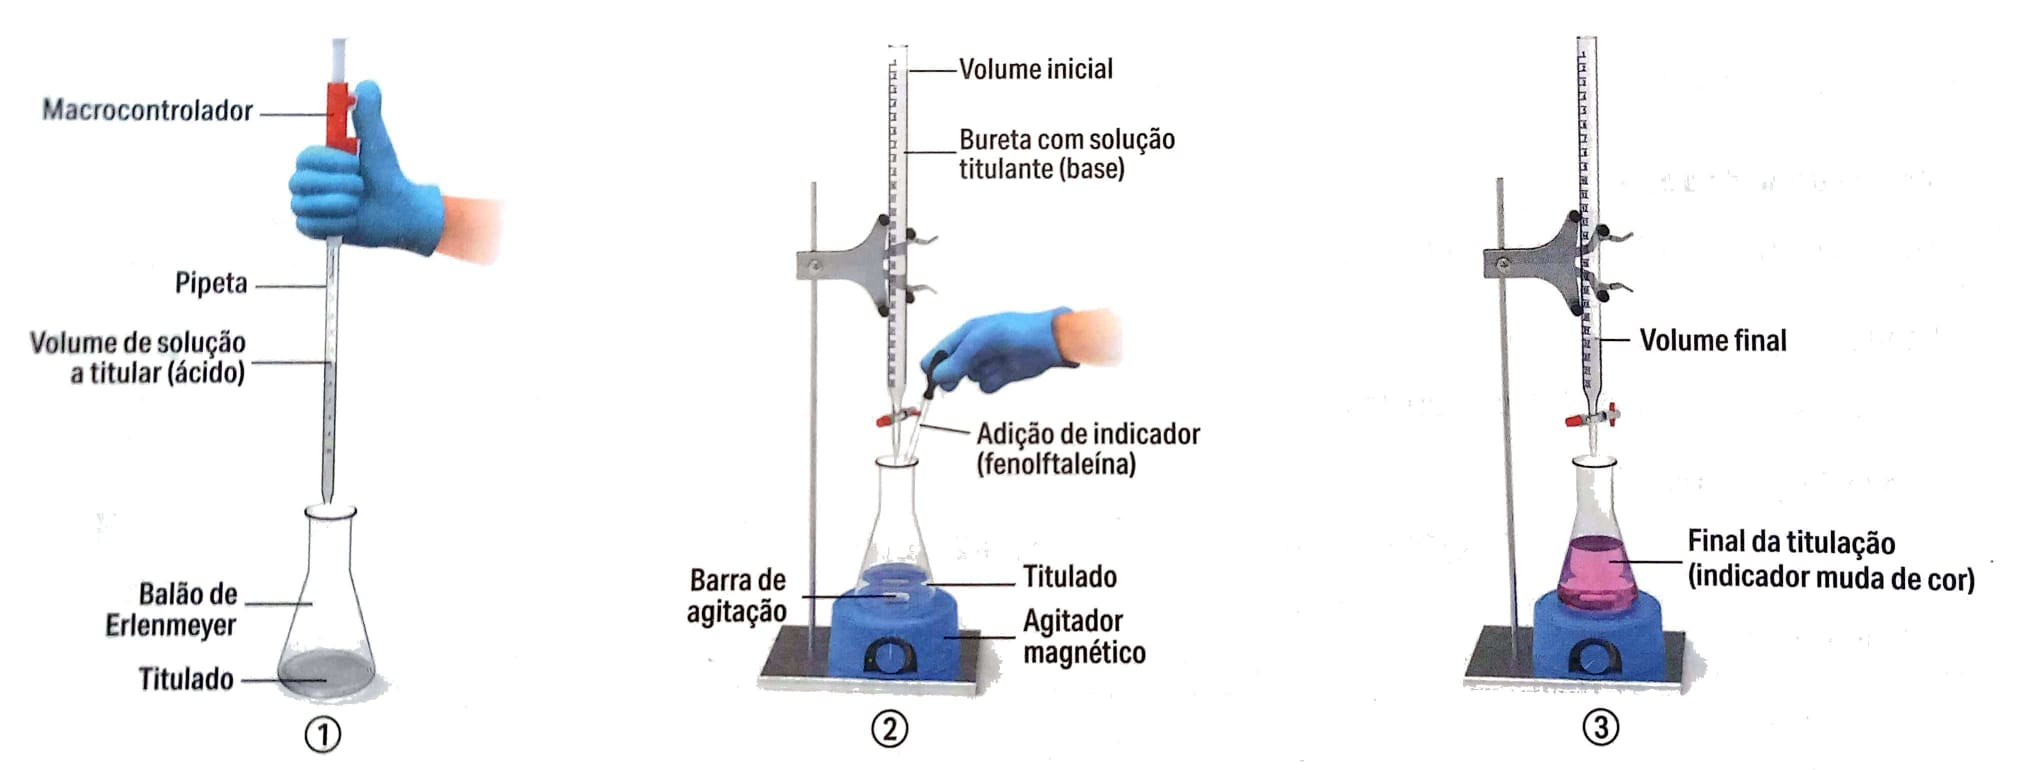 Macrocontrolador
Pipeta
Volume de solução
a titular (ácido)
Balão de
Erlenmeyer
Titulado
1
Volume inicial
Bureta com solução
titulante (base)
Adição de indicador
(fenolftaleína)
Barra de
agitação
Titulado
Agitador
magnético
2
Volume final
Final da titulação
(indicador muda de cor)
3